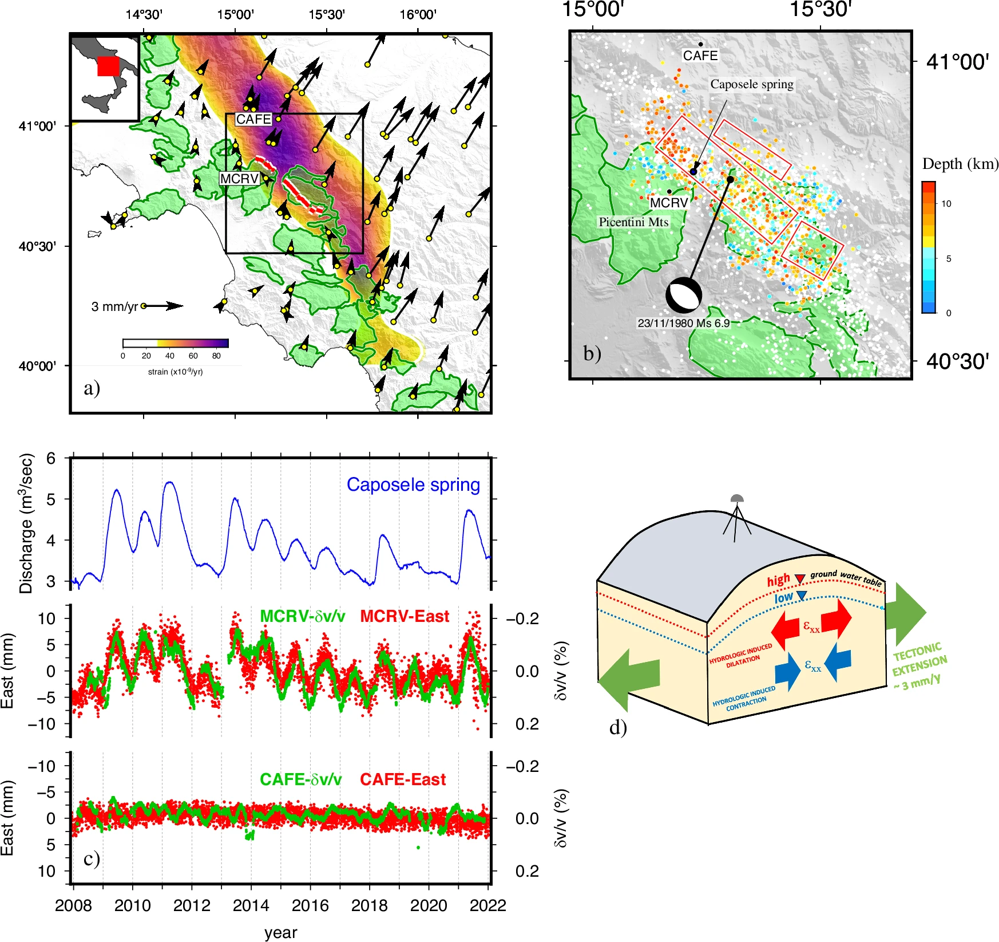 14°30' 15°00' 15°30' 16°00'
41°00'
40°30'
40°00'
CAFE
MCRV
3 mm/yr
0 20 40 60 80
strain (x10⁻⁹/yr)
a)
15°00' 15°30'
41°00'
40°30'
CAFE
Caposele spring
MCRV
Picentini Mts
23/11/1980 Ms 6.9
b)
Depth (km)
10
5
0
Discharge (m³/sec)
6
5
4
3
Caposele spring
East (mm)
10
5
0
−5
−10
MCRV-δv/v MCRV-East
−0.2
0.0
0.2
δv/v (%)
East (mm)
−10
−5
0
5
10
CAFE-δv/v CAFE-East
−0.2
0.0
0.2
δv/v (%)
c)
2008 2010 2012 2014 2016 2018 2020 2022
year
high ground water table
low
εxx
HYDROLOGIC INDUCED
DILATATION
εxx
HYDROLOGIC INDUCED
CONTRACTION
TECTONIC
EXTENSION
~ 3 mm/y
d)